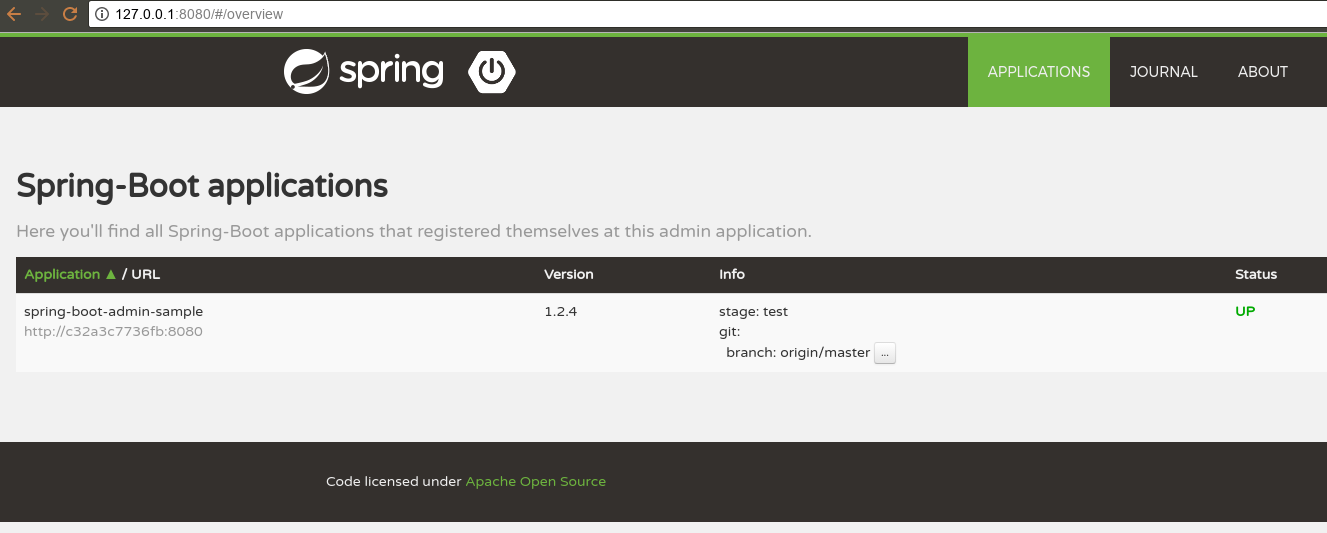 127.0.0.1:8080/#/overview
spring
APPLICATIONS JOURNAL ABOUT
Spring-Boot applications
Here you'll find all Spring-Boot applications that registered themselves at this admin application.
Application ▲ / URL Version Info Status
spring-boot-admin-sample 1.2.4 stage: test UP
http://c32a3c7736fb:8080 git:
branch: origin/master ...
Code licensed under Apache Open Source